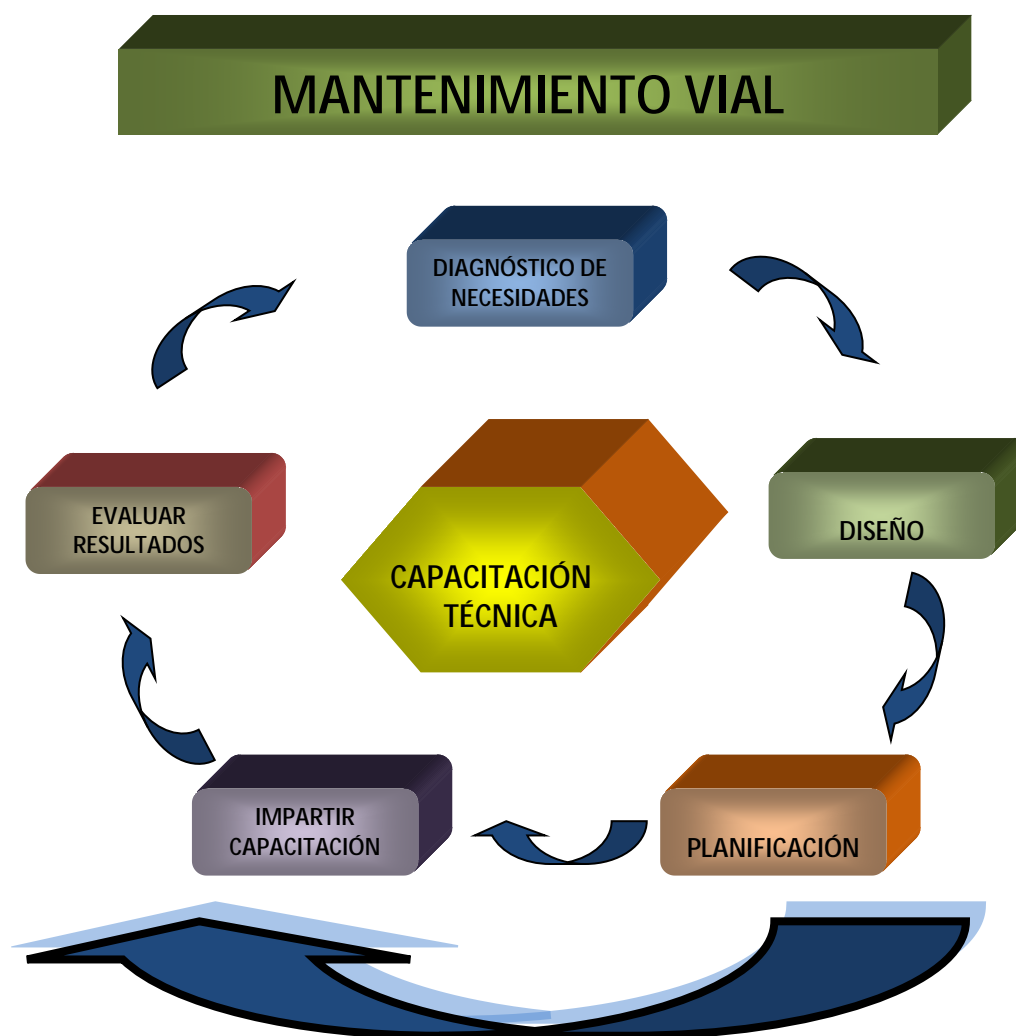 MANTENIMIENTO VIAL
DIAGNÓSTICO DE
NECESIDADES
EVALUAR
RESULTADOS
DISEÑO
CAPACITACIÓN
TÉCNICA
IMPARTIR
CAPACITACIÓN
PLANIFICACIÓN